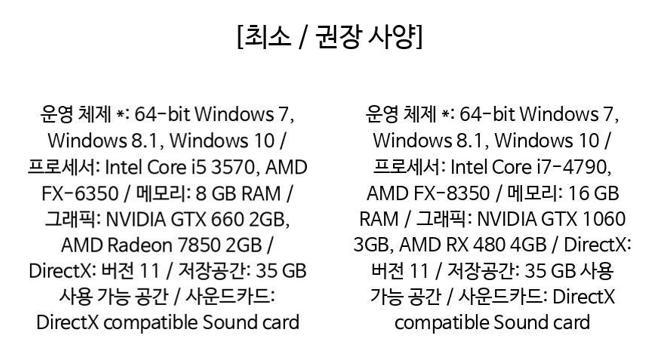 [최소 / 권장 사양]
운영 체제 *: 64-bit Windows 7,
Windows 8.1, Windows 10 /
프로세서: Intel Core i5 3570, AMD
FX-6350 / 메모리: 8 GB RAM /
그래픽: NVIDIA GTX 660 2GB,
AMD Radeon 7850 2GB /
DirectX: 버전 11 / 저장공간: 35 GB
사용 가능 공간 / 사운드카드:
DirectX compatible Sound card
운영 체제 *: 64-bit Windows 7,
Windows 8.1, Windows 10 /
프로세서: Intel Core i7-4790,
AMD FX-8350 / 메모리: 16 GB
RAM / 그래픽: NVIDIA GTX 1060
3GB, AMD RX 480 4GB / DirectX:
버전 11 / 저장공간: 35 GB 사용
가능 공간 / 사운드카드: DirectX
compatible Sound card